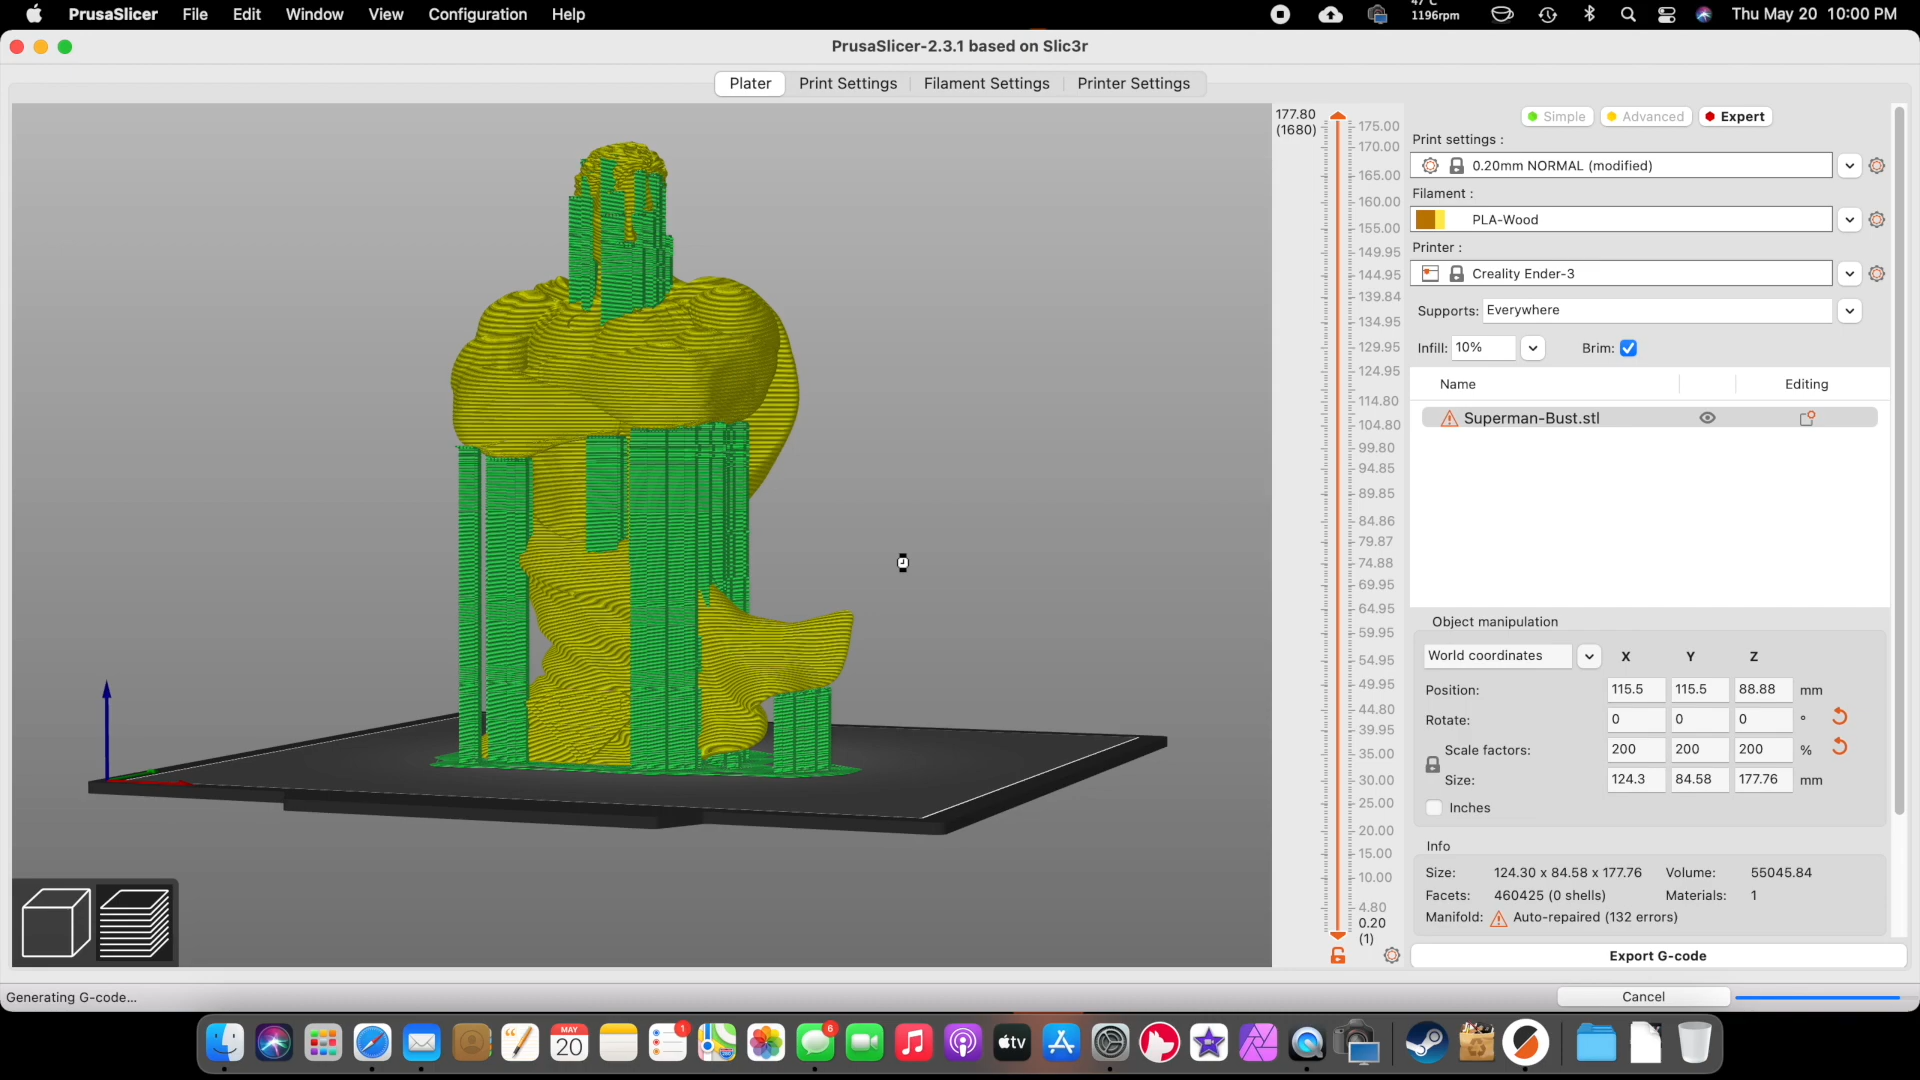 PrusaSlicer File Edit Window View Configuration Help
1196rpm Thu May 20 10:00 PM
PrusaSlicer-2.3.1 based on Slic3r
Plater Print Settings Filament Settings Printer Settings
177.80
(1680)
175.00
170.00
165.00
160.00
155.00
149.95
144.95
139.84
134.95
129.95
124.95
114.80
104.80
99.80
94.85
89.85
84.86
79.87
74.88
69.95
64.95
59.95
54.95
49.95
44.80
39.95
35.00
30.00
25.00
20.00
15.00
10.00
4.80
0.20
(1)
Simple Advanced Expert
Print settings :
0.20mm NORMAL (modified)
Filament :
PLA-Wood
Printer :
Creality Ender-3
Supports: Everywhere
Infill: 10% Brim:
Name Editing
Superman-Bust.stl
Object manipulation
World coordinates X Y Z
Position: 115.5 115.5 88.88 mm
Rotate: 0 0 0 °
Scale factors: 200 200 200 %
Size: 124.3 84.58 177.76 mm
Inches
Info
Size: 124.30 x 84.58 x 177.76 Volume: 55045.84
Facets: 460425 (0 shells) Materials: 1
Manifold: Auto-repaired (132 errors)
Export G-code
Generating G-code... Cancel
MAY
20
1
6
tv